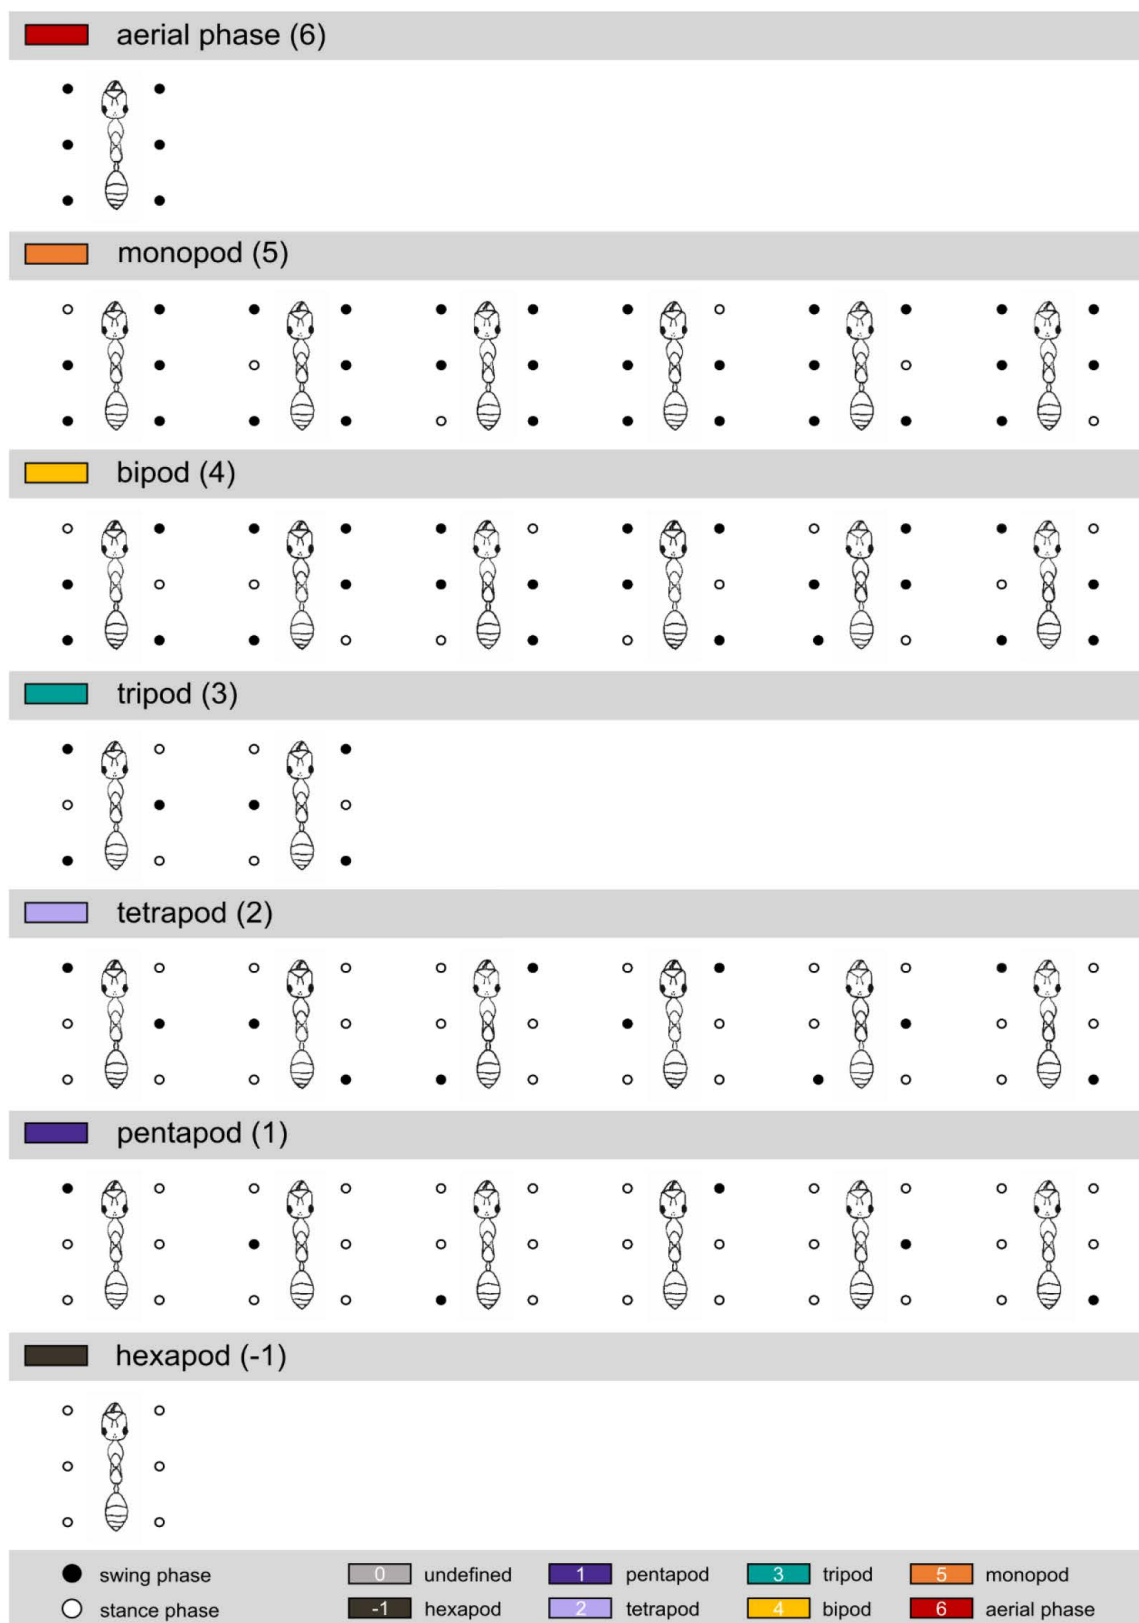 aerial phase (6)
monopod (5)
bipod (4)
tripod (3)
tetrapod (2)
pentapod (1)
hexapod (-1)
swing phase 0 undefined 1 pentapod 3 tripod 5 monopod
stance phase -1 hexapod 2 tetrapod 4 bipod 6 aerial phase